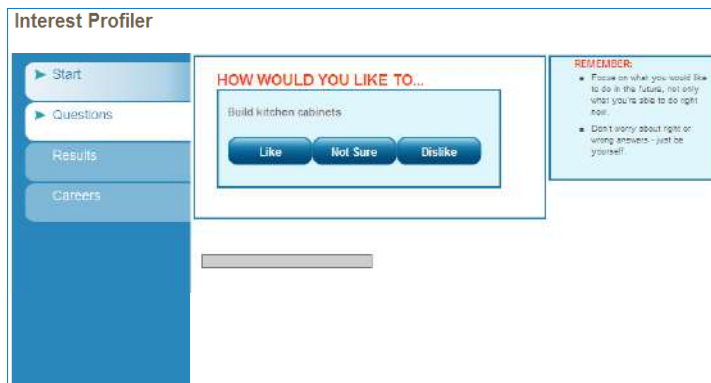 Interest Profiler
Start
Questions
Results
Careers
HOW WOULD YOU LIKE TO...
Build kitchen cabinets
Like
Not Sure
Dislike
REMEMBER:
Focus on what you would like
to do in the future, not only
what you're able to do right
now.
Don't worry about right or
wrong answers - just be
yourself.